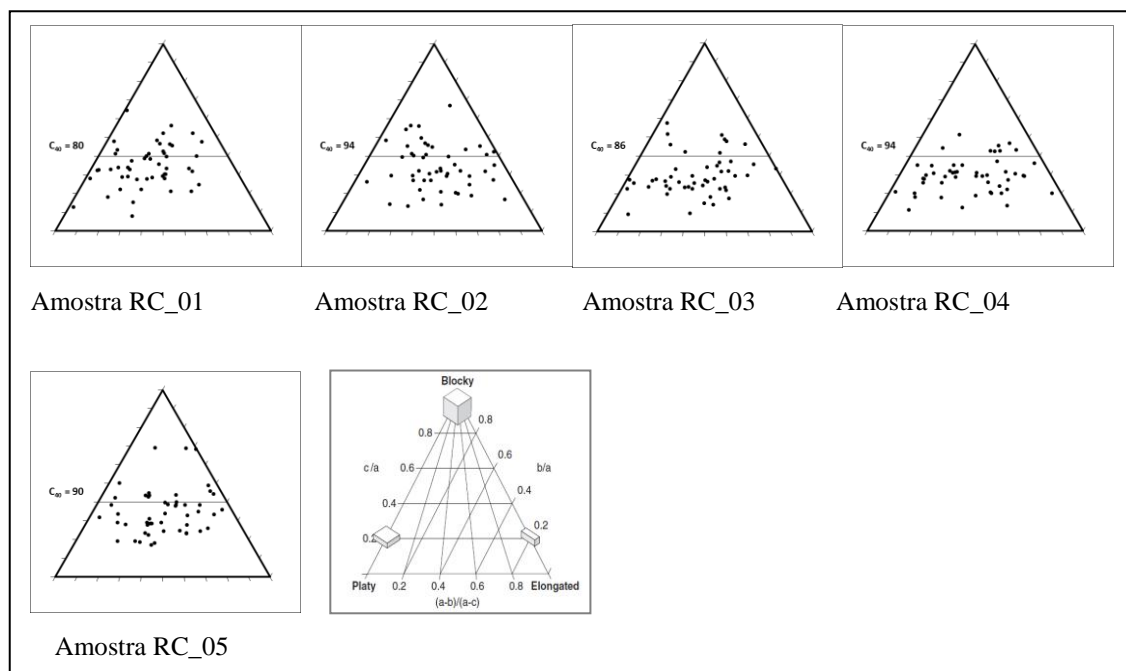 C₄₀ = 80
C₄₀ = 94
C₄₀ = 86
C₄₀ = 94
Amostra RC_01
Amostra RC_02
Amostra RC_03
Amostra RC_04
C₄₀ = 90
Amostra RC_05
Blocky
0.8
0.8
c/a
0.6
0.6
b/a
0.4
0.4
0.2
0.2
Platy
0.2
0.4
0.6
0.8
Elongated
(a-b)/(a-c)